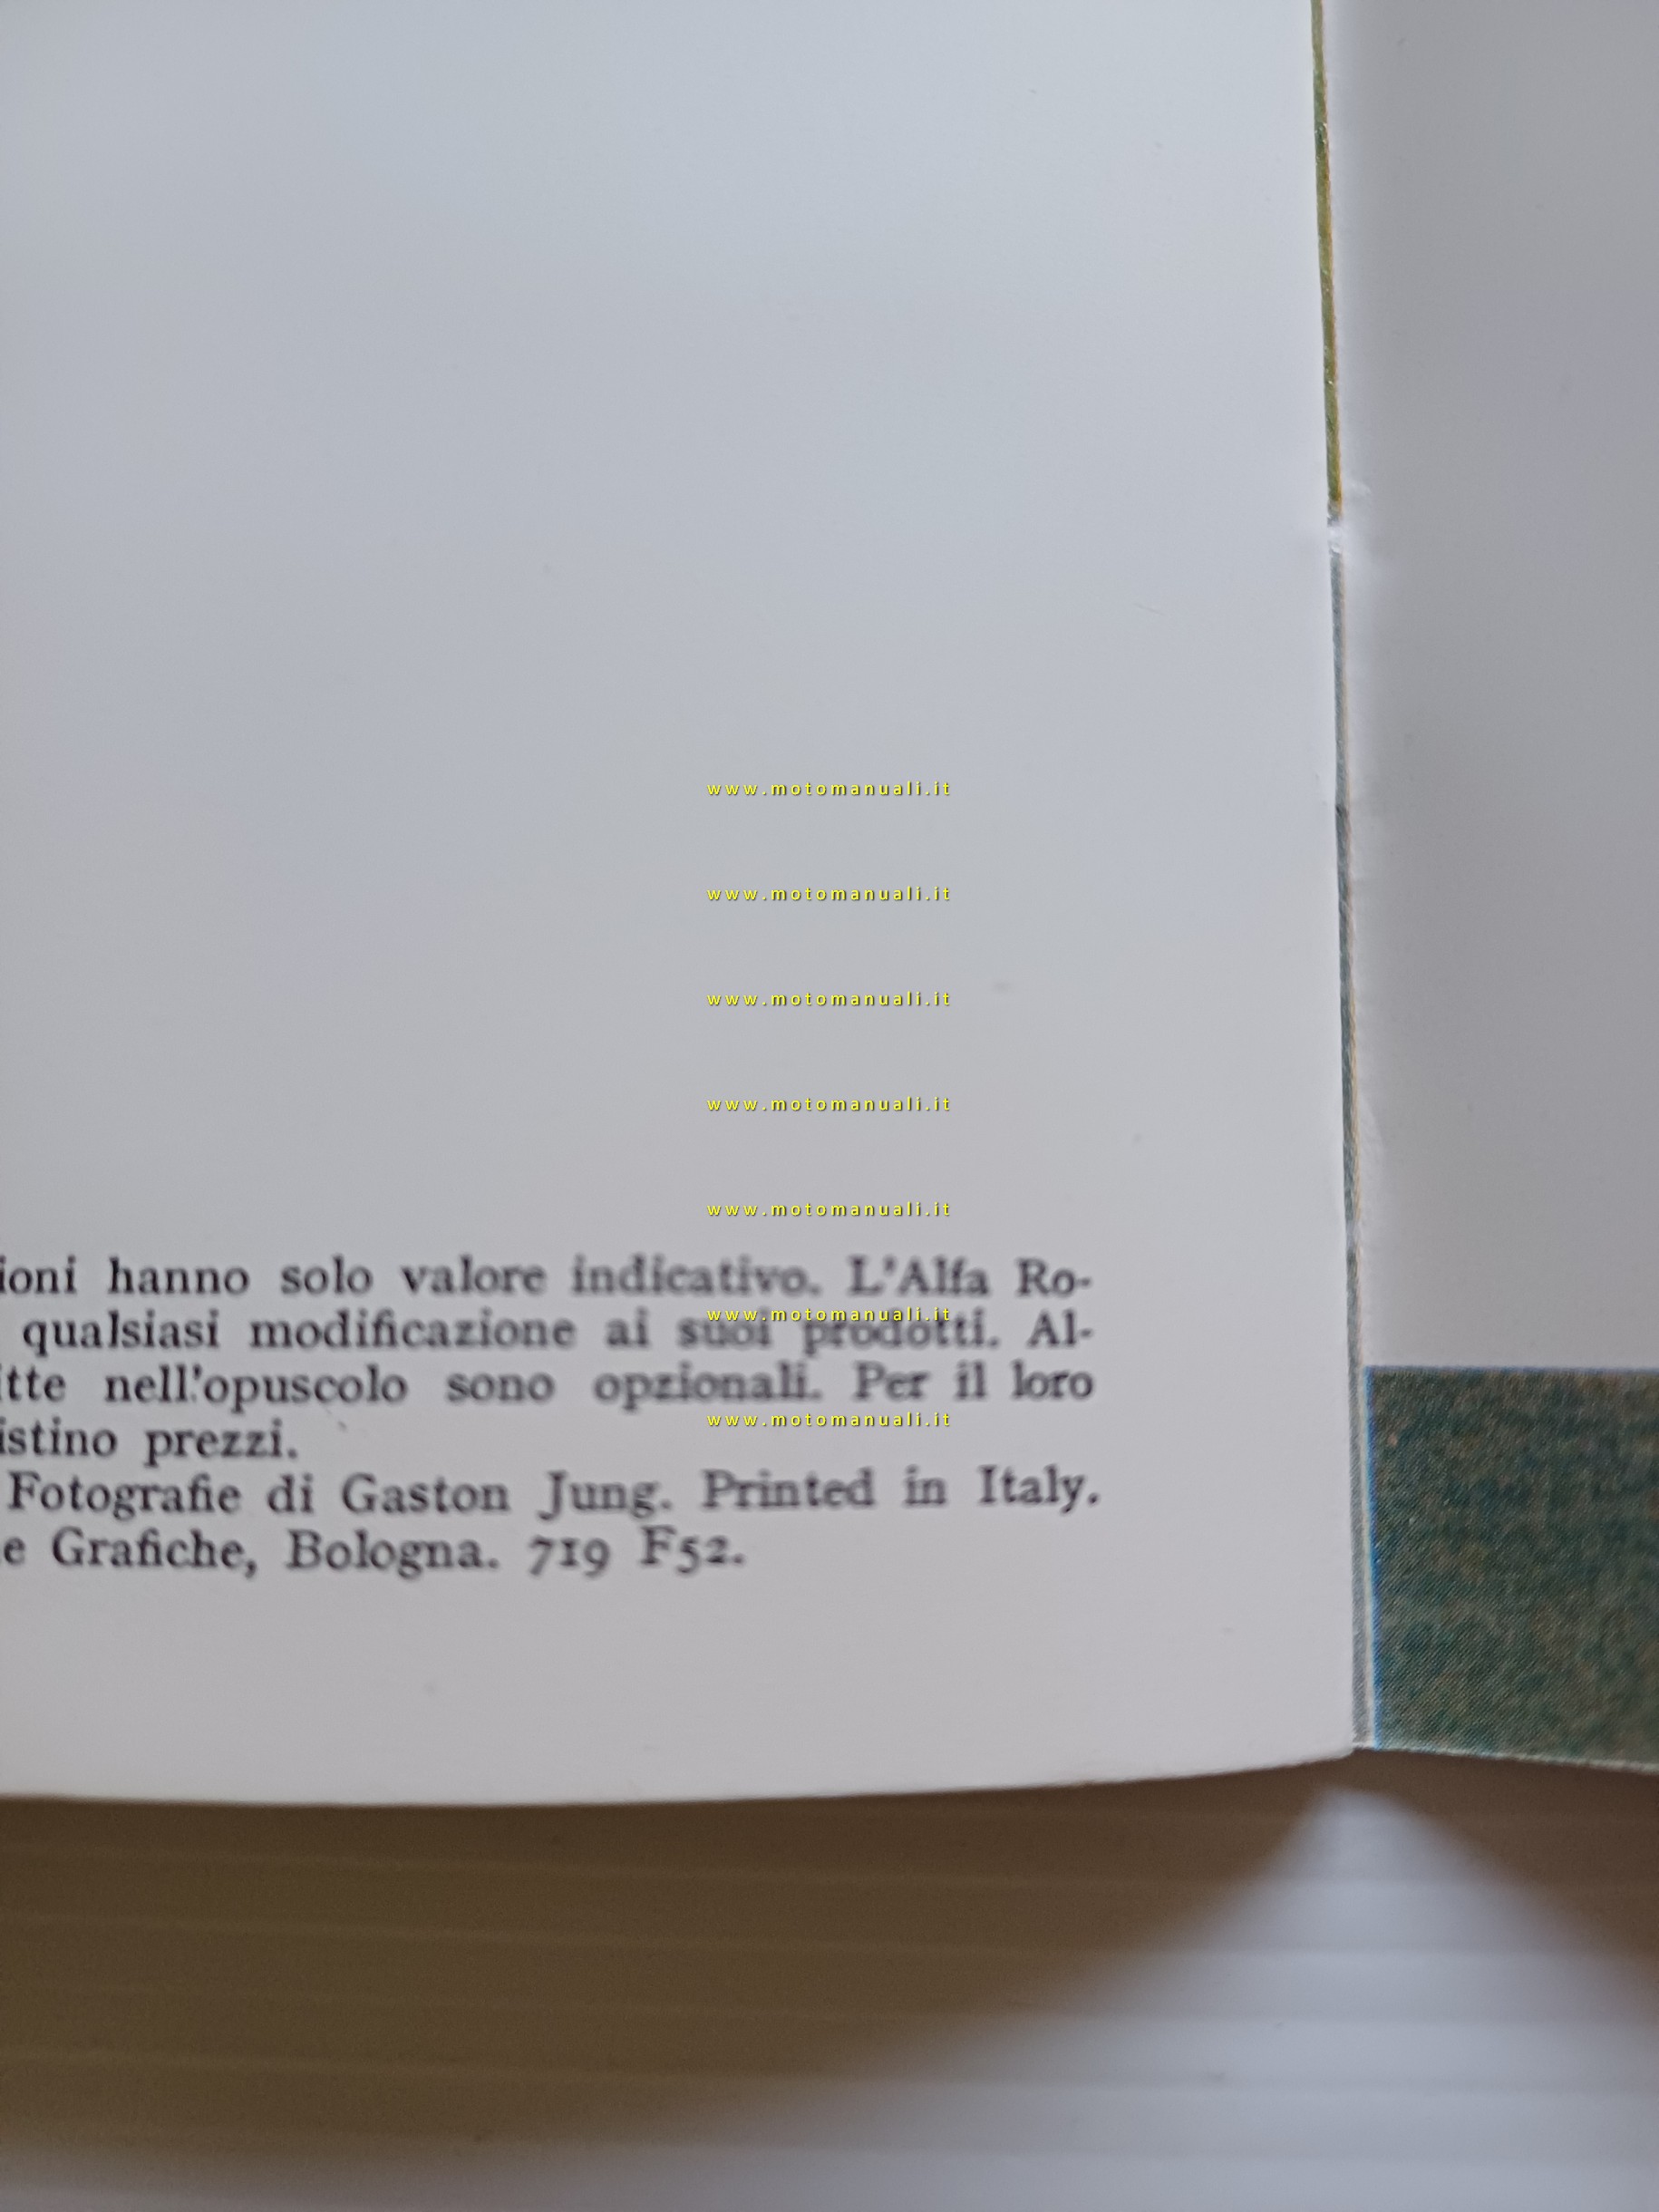 www.motomanuali.it
www.motomanuali.it
www.motomanuali.it
www.motomanuali.it
www.motomanuali.it
ioni hanno solo valore indicativo. L'Alfa Ro-
www.motomanuali.it
qualsiasi modificazione ai suoi prodotti. Al-
itte nell'opuscolo sono opzionali. Per il loro
www.motomanuali.it
istino prezzi.
Fotografie di Gaston Jung. Printed in Italy.
e Grafiche, Bologna. 719 F52.